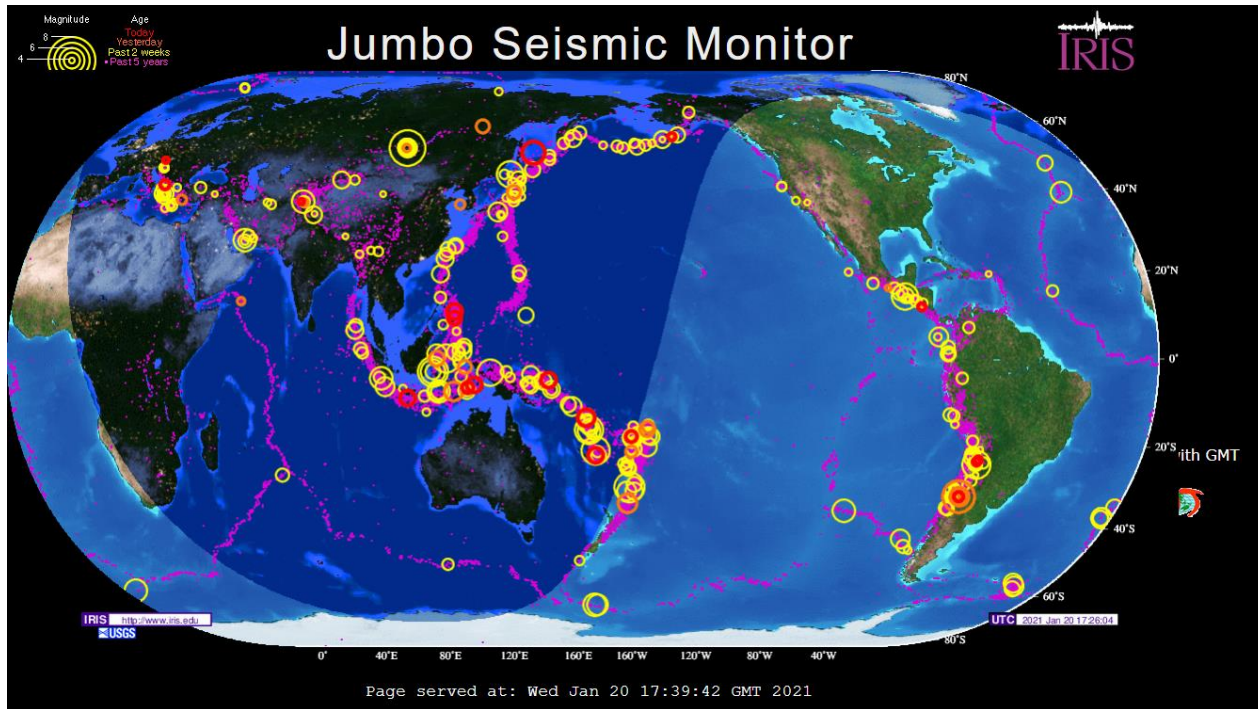 Magnitude
8
6
4
Age
Today
Yesterday
Past 2 weeks
•Past 5 years
Jumbo Seismic Monitor
IRIS
80°N
60°N
40°N
20°N
0°
20°S
40°S
60°S
80°S
ith GMT
IRIS http://www.iris.edu
USGS
UTC 2021 Jan 20 17:26:04
0° 40°E 80°E 120°E 160°E 160°W 120°W 80°W 40°W
Page served at: Wed Jan 20 17:39:42 GMT 2021